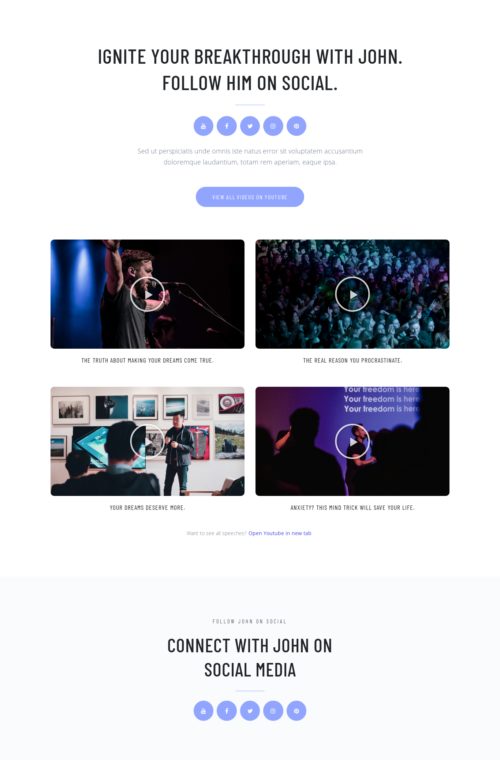 IGNITE YOUR BREAKTHROUGH WITH JOHN.
FOLLOW HIM ON SOCIAL.
Sed ut perspiciatis unde omnis iste natus error sit voluptatem accusantium
doloremque laudantium, totam rem aperiam, eaque ipsa.
VIEW ALL VIDEOS ON YOUTUBE
THE TRUTH ABOUT MAKING YOUR DREAMS COME TRUE.
THE REAL REASON YOU PROCRASTINATE.
Your freedom is here
Your freedom is here
Your freedom is here
YOUR DREAMS DESERVE MORE.
ANXIETY? THIS MIND TRICK WILL SAVE YOUR LIFE.
Want to see all speeches? Open Youtube in new tab
FOLLOW JOHN ON SOCIAL
CONNECT WITH JOHN ON
SOCIAL MEDIA